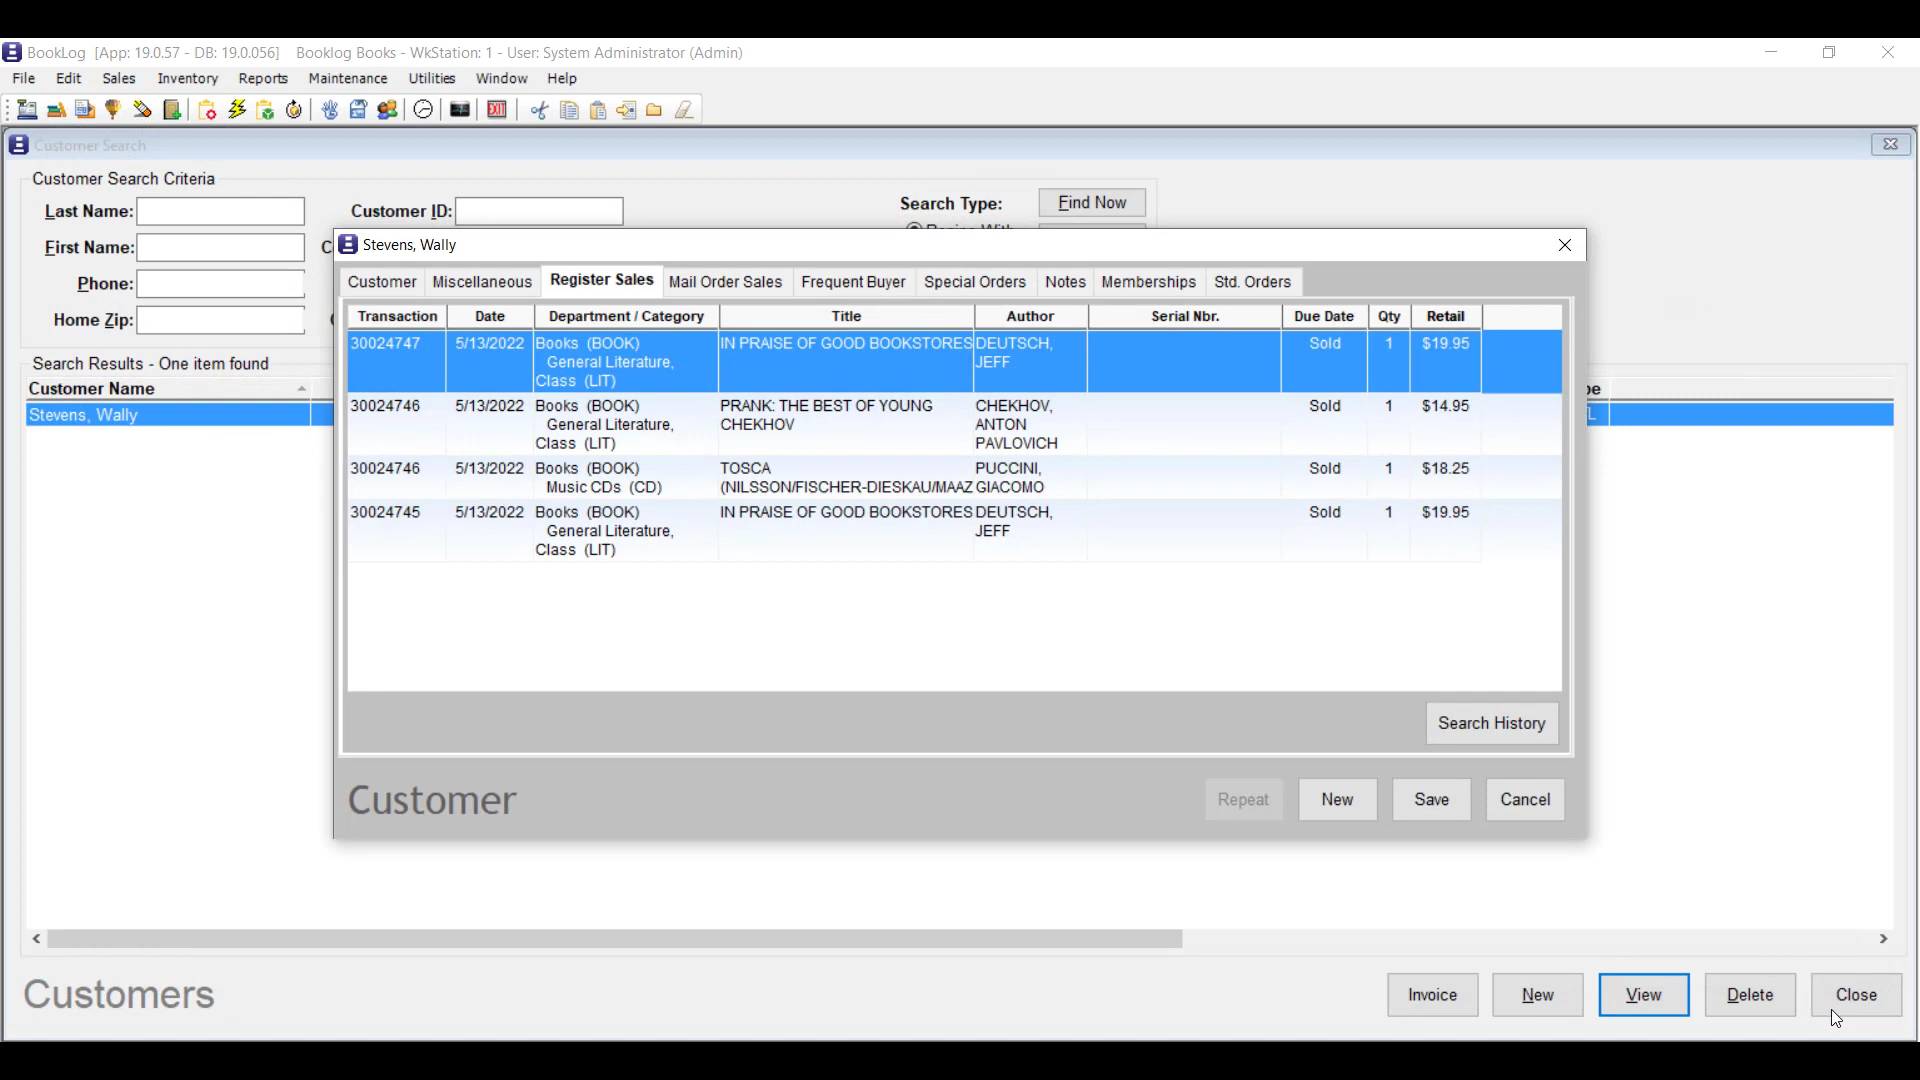 BookLog [App: 19.0.57 - DB: 19.0.056] Booklog Books - WkStation: 1 - User: System Administrator (Admin)
File Edit Sales Inventory Reports Maintenance Utilities Window Help
EXIT
Customer Search
Customer Search Criteria
Last Name: Customer ID: Search Type: Find Now
First Name:
Phone:
Home Zip:
Search Results - One item found
Customer Name
Stevens, Wally
Stevens, Wally
Customer Miscellaneous Register Sales Mail Order Sales Frequent Buyer Special Orders Notes Memberships Std. Orders
Transaction Date Department / Category Title Author Serial Nbr. Due Date Qty Retail
30024747 5/13/2022 Books (BOOK) IN PRAISE OF GOOD BOOKSTORES DEUTSCH, Sold 1 $19.95
General Literature, JEFF
Class (LIT)
30024746 5/13/2022 Books (BOOK) PRANK: THE BEST OF YOUNG CHEKHOV, Sold 1 $14.95
General Literature, CHEKHOV ANTON
Class (LIT) PAVLOVICH
30024746 5/13/2022 Books (BOOK) TOSCA PUCCINI, Sold 1 $18.25
Music CDs (CD) (NILSSON/FISCHER-DIESKAU/MAAZ GIACOMO
30024745 5/13/2022 Books (BOOK) IN PRAISE OF GOOD BOOKSTORES DEUTSCH, Sold 1 $19.95
General Literature, JEFF
Class (LIT)
Search History
Customer Repeat New Save Cancel
Customers Invoice New View Delete Close